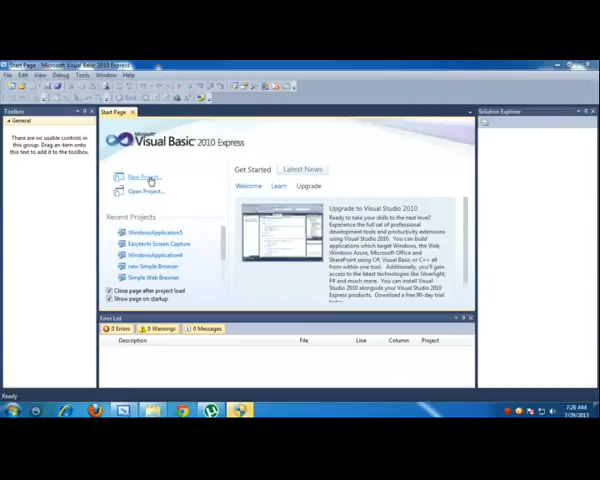 Start Page - Microsoft Visual Basic 2010 Express
File Edit View Debug Tools Window Help
Toolbox
General
There are no usable controls in
this group. Drag an item onto
this text to add it to the toolbox.
Start Page
Microsoft
Visual Basic 2010 Express
New Project...
Open Project...
Recent Projects
WindowsApplication5
Easytechi Screen Capture
WindowsApplication4
new Simple Browser
Simple Web Browser
Close page after project load
Show page on startup
Get Started
Latest News
Welcome Learn Upgrade
Upgrade to Visual Studio 2010
Ready to take your skills to the next level?
Experience the full set of professional
development tools and productivity extensions
using Visual Studio 2010. You can build
applications which target Windows, the Web,
Windows Azure, Microsoft Office and
SharePoint using C#, Visual Basic or C++ all
from within one tool. Additionally, you'll gain
access to the latest technologies like Silverlight,
F# and much more. You can install Visual
Studio 2010 alongside your Visual Studio 2010
Express products. Download a free 90-day trial
today.
Solution Explorer
Error List
0 Errors
0 Warnings
0 Messages
Description File Line Column Project
Ready
7:26 AM